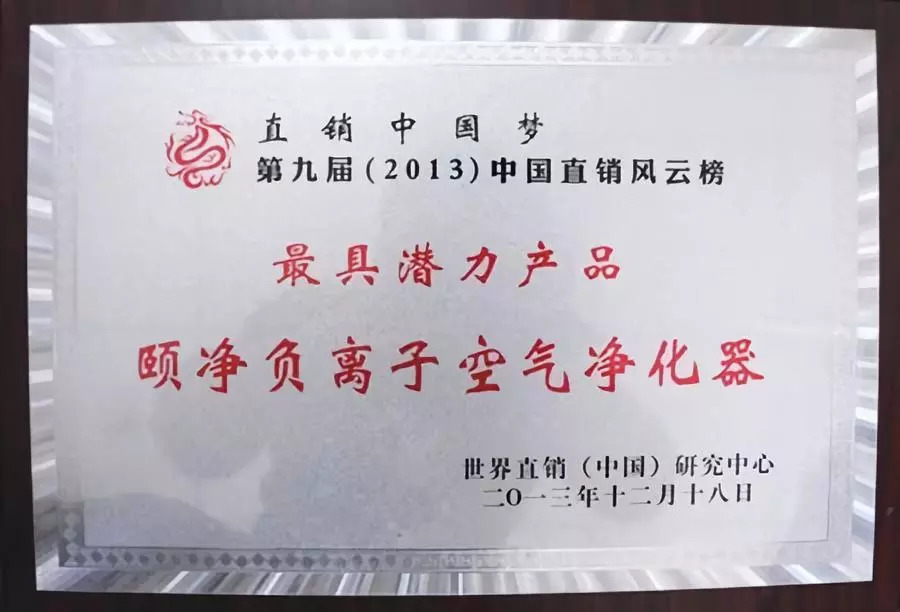 直销中国梦
第九届(2013)中国直销风云榜
最具潜力产品
颐净负离子空气净化器
世界直销（中国）研究中心
二〇一三年十二月十八日